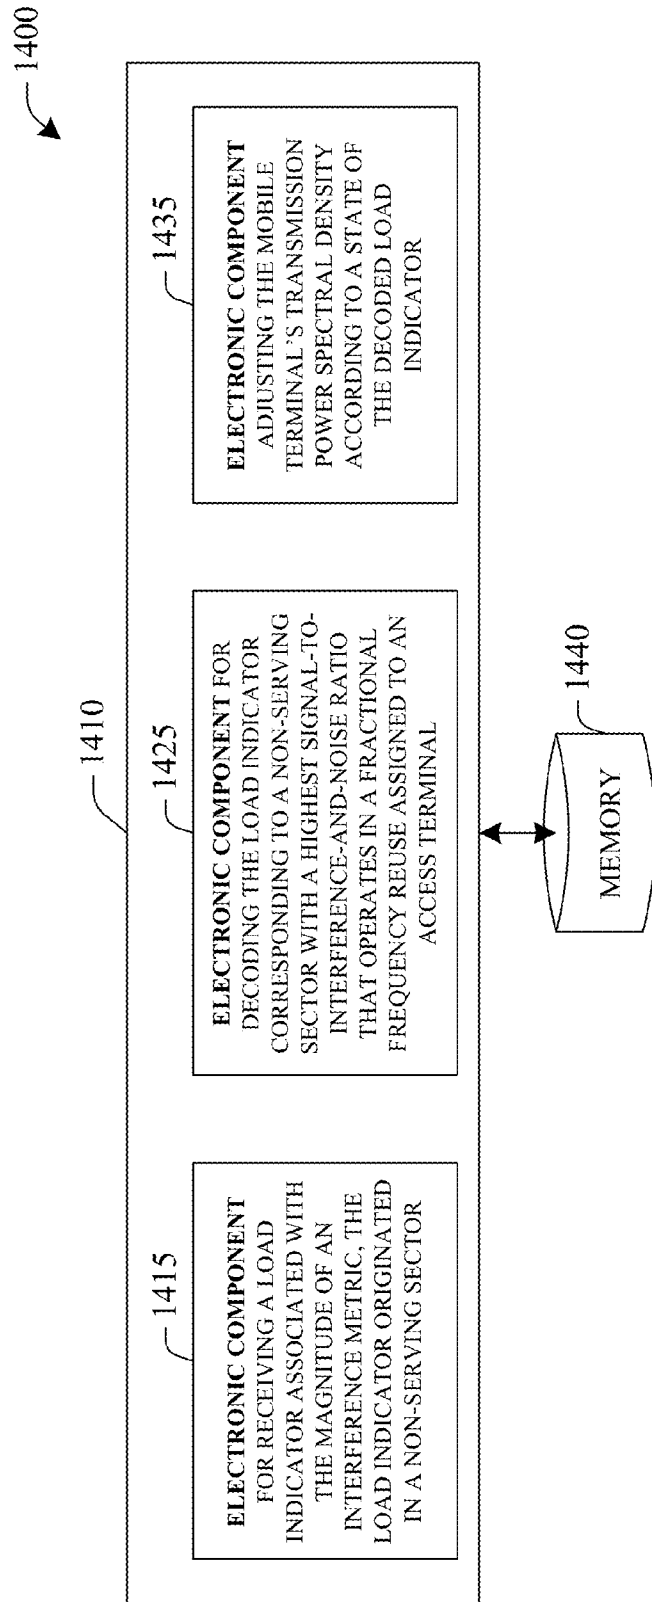 1400
1410
1415
ELECTRONIC COMPONENT
FOR RECEIVING A LOAD
INDICATOR ASSOCIATED WITH
THE MAGNITUDE OF AN
INTERFERENCE METRIC, THE
LOAD INDICATOR ORIGINATED
IN A NON-SERVING SECTOR
1425
ELECTRONIC COMPONENT FOR
DECODING THE LOAD INDICATOR
CORRESPONDING TO A NON-SERVING
SECTOR WITH A HIGHEST SIGNAL-TO-
INTERFERENCE-AND-NOISE RATIO
THAT OPERATES IN A FRACTIONAL
FREQUENCY REUSE ASSIGNED TO AN
ACCESS TERMINAL
1435
ELECTRONIC COMPONENT
ADJUSTING THE MOBILE
TERMINAL'S TRANSMISSION
POWER SPECTRAL DENSITY
ACCORDING TO A STATE OF
THE DECODED LOAD
INDICATOR
1440
MEMORY